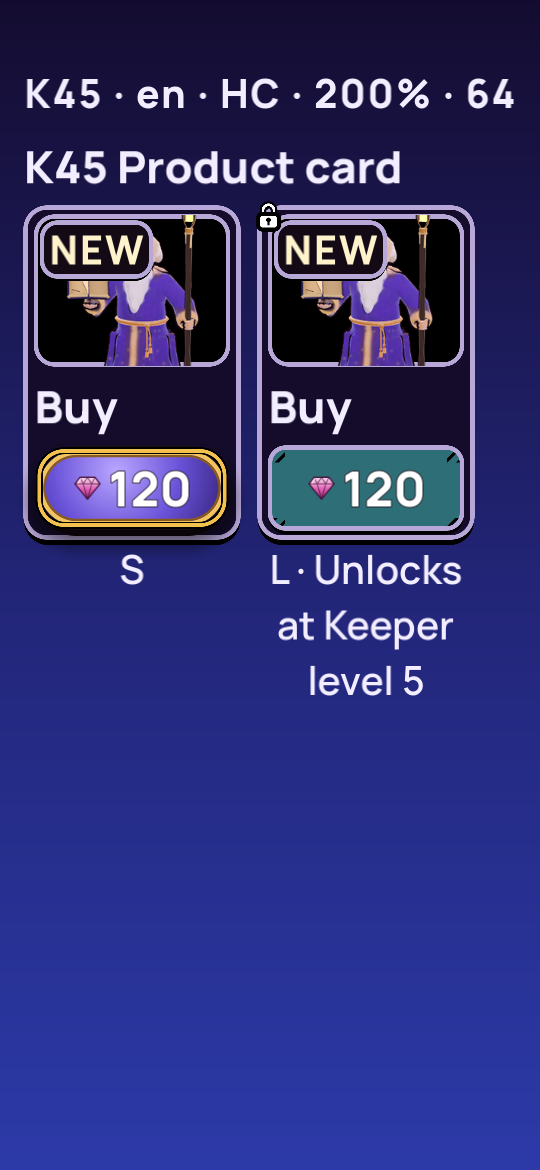 K45 · en · HC · 200% · 64
K45 Product card
NEW
NEW
Buy
Buy
120
120
S
L · Unlocks
at Keeper
level 5